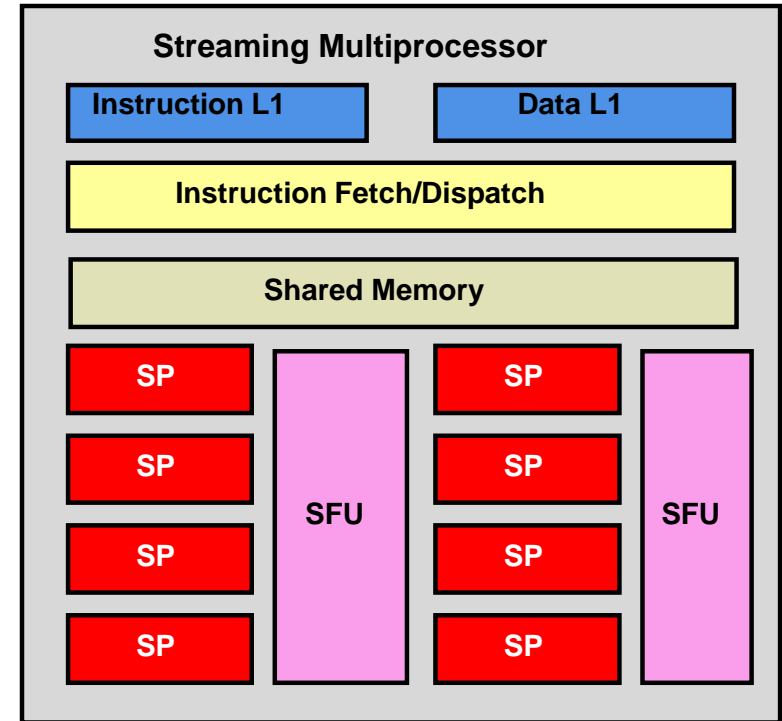 Streaming Multiprocessor
Instruction L1
Data L1
Instruction Fetch/Dispatch
Shared Memory
SP
SP
SP
SP
SFU
SFU
SP
SP
SP
SP